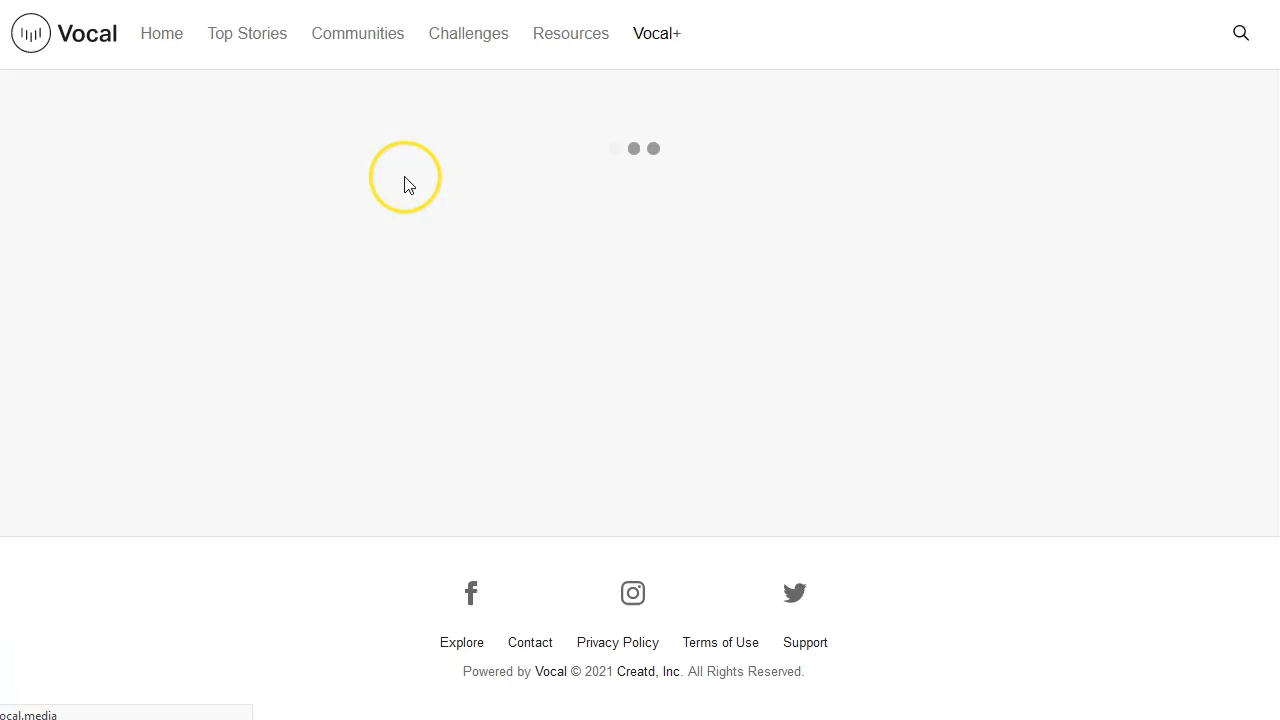 Vocal Home Top Stories Communities Challenges Resources Vocal+
Explore Contact Privacy Policy Terms of Use Support
Powered by Vocal © 2021 Creatd, Inc. All Rights Reserved.
ocal.media